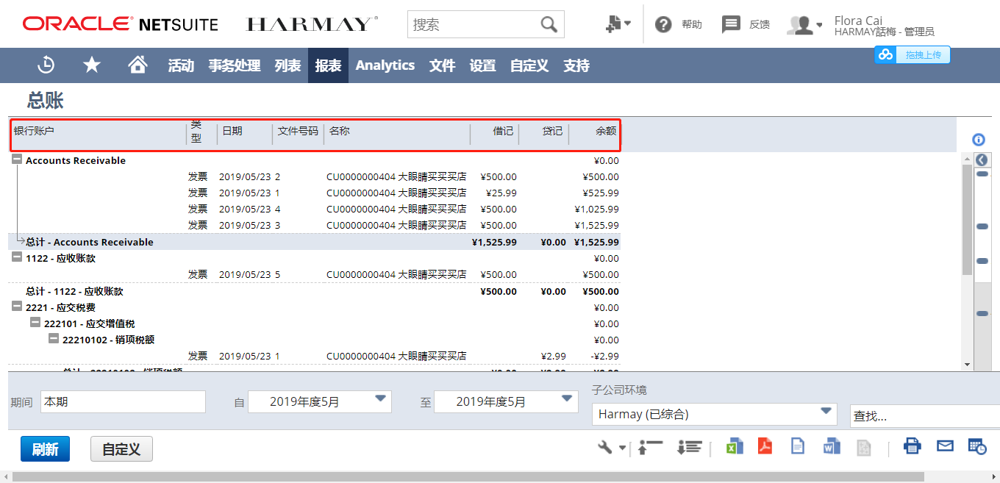 ORACLE® NETSUITE HARMAY® 搜索 帮助 反馈 Flora Cai
HARMAY話梅 - 管理员
拖拽上传
活动 事务处理 列表 报表 Analytics 文件 设置 自定义 支持
总账
银行账户 类型 日期 文件号码 名称 借记 贷记 余额
Accounts Receivable ¥0.00
发票 2019/05/23 2 CU0000000404 大眼睛买买买店 ¥500.00 ¥500.00
发票 2019/05/23 1 CU0000000404 大眼睛买买买店 ¥25.99 ¥525.99
发票 2019/05/23 4 CU0000000404 大眼睛买买买店 ¥500.00 ¥1,025.99
发票 2019/05/23 3 CU0000000404 大眼睛买买买店 ¥500.00 ¥1,525.99
总计 - Accounts Receivable ¥1,525.99 ¥0.00 ¥1,525.99
1122 - 应收账款 ¥0.00
发票 2019/05/23 5 CU0000000404 大眼睛买买买店 ¥500.00 ¥500.00
总计 - 1122 - 应收账款 ¥500.00 ¥0.00 ¥500.00
2221 - 应交税费 ¥0.00
222101 - 应交增值税 ¥0.00
22210102 - 销项税额 ¥0.00
发票 2019/05/23 1 CU0000000404 大眼睛买买买店 ¥2.99 -¥2.99
子公司环境
期间 本期 自 2019年度5月 至 2019年度5月 Harmay (已综合) 查找...
刷新 自定义